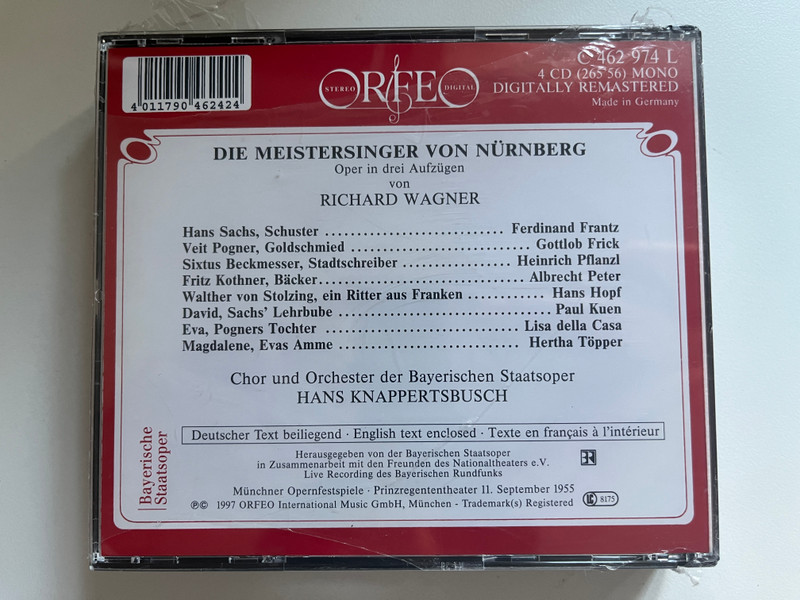 4 011790 462424
STEREO ORFEO DIGITAL
C 462 974 L
4 CD (265'56) MONO
DIGITALLY REMASTERED
Made in Germany
DIE MEISTERSINGER VON NÜRNBERG
Oper in drei Aufzügen
von
RICHARD WAGNER
Hans Sachs, Schuster ............................ Ferdinand Frantz
Veit Pogner, Goldschmied ............................. Gottlob Frick
Sixtus Beckmesser, Stadtschreiber ................... Heinrich Pflanzl
Fritz Kothner, Bäcker................................. Albrecht Peter
Walther von Stolzing, ein Ritter aus Franken ............ Hans Hopf
David, Sachs' Lehrbube ................................... Paul Kuen
Eva, Pogners Tochter ............................... Lisa della Casa
Magdalene, Evas Amme .............................. Hertha Töpper
Chor und Orchester der Bayerischen Staatsoper
HANS KNAPPERTSBUSCH
Deutscher Text beiliegend · English text enclosed · Texte en français à l'intérieur
Herausgegeben von der Bayerischen Staatsoper
in Zusammenarbeit mit den Freunden des Nationaltheaters e.V.
Live Recording des Bayerischen Rundfunks
BR
Münchner Opernfestspiele · Prinzregententheater 11. September 1955
℗© 1997 ORFEO International Music GmbH, München - Trademark(s) Registered
LC 8175
Bayerische
Staatsoper